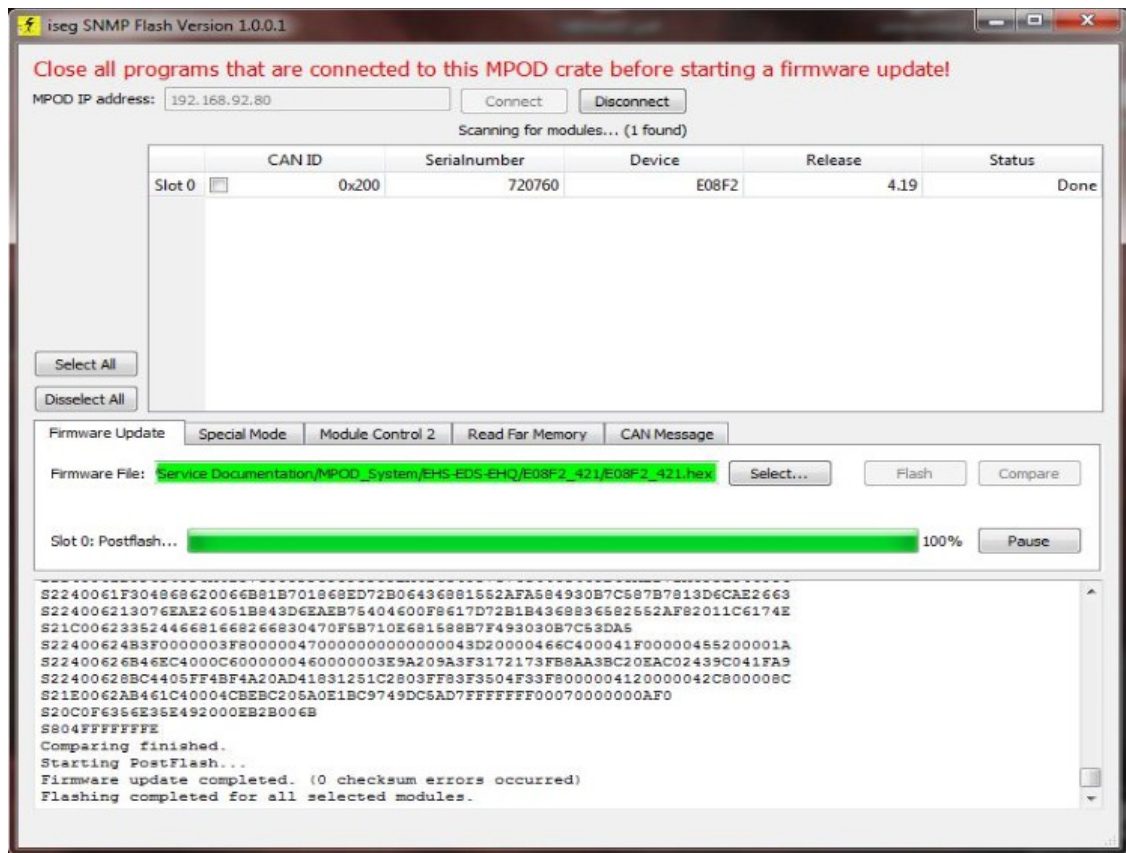 iseg SNMP Flash Version 1.0.0.1
Close all programs that are connected to this MPOD crate before starting a firmware update!
MPOD IP address: 192.168.92.80 Connect Disconnect
Scanning for modules... (1 found)
CAN ID Serialnumber Device Release Status
Slot 0 0x200 720760 E08F2 4.19 Done
Select All
Disselect All
Firmware Update Special Mode Module Control 2 Read Far Memory CAN Message
Firmware File: Service Documentation/MPOD_System/EHS-EDS-EHQ/E08F2_421/E08F2_421.hex Select... Flash Compare
Slot 0: Postflash... 100% Pause
S2240061F304868620066B81B701868ED72B06436881552AFA584930B7C587B7813D6CAE2663
S224006213076EAE26051B843D6EAEB75404600F8617D72B1B4368836582552AF82011C6174E
S21C006233524466816682668304​70F5B710E681588B7F493030B7C53DA5
S22400624B3F0000003F800000470000000000000043D20000466C400041F00000455200001A
S22400626B46EC4000C6000000460000003E9A209A3F3172173FB8AA3BC20EAC02439C041FA9
S22400628BC4405FF4BF4A20AD41831251C2803FF83F3504F33F8000004120000042C800008C
S21E0062AB461C40004CBEBC205A0E1BC9749DC5AD7FFFFFFF00070000000AF0
S20C0F6356E35E492000EB2B006B
S804FFFFFFFE
Comparing finished.
Starting PostFlash...
Firmware update completed. (0 checksum errors occurred)
Flashing completed for all selected modules.